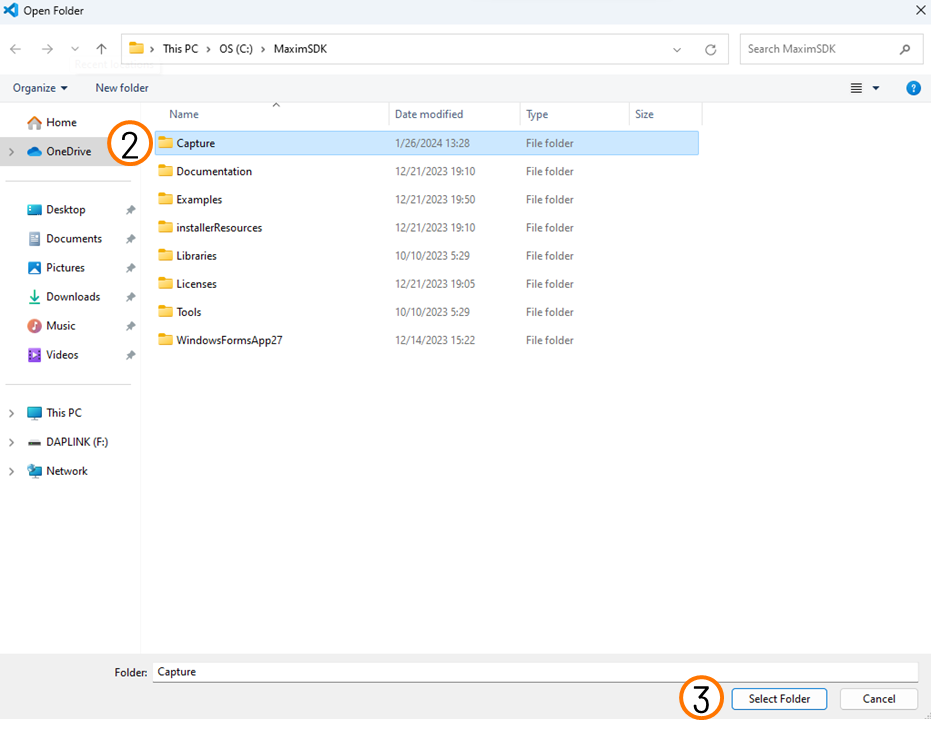 Open Folder
This PC > OS (C:) > MaximSDK
Search MaximSDK
Organize
New folder
Name Date modified Type Size
Home
OneDrive
Desktop
Documents
Pictures
Downloads
Music
Videos
This PC
DAPLINK (F:)
Network
2
Capture 1/26/2024 13:28 File folder
Documentation 12/21/2023 19:10 File folder
Examples 12/21/2023 19:50 File folder
installerResources 12/21/2023 19:10 File folder
Libraries 10/10/2023 5:29 File folder
Licenses 12/21/2023 19:05 File folder
Tools 10/10/2023 5:29 File folder
WindowsFormsApp27 12/14/2023 15:22 File folder
Folder: Capture
3
Select Folder
Cancel